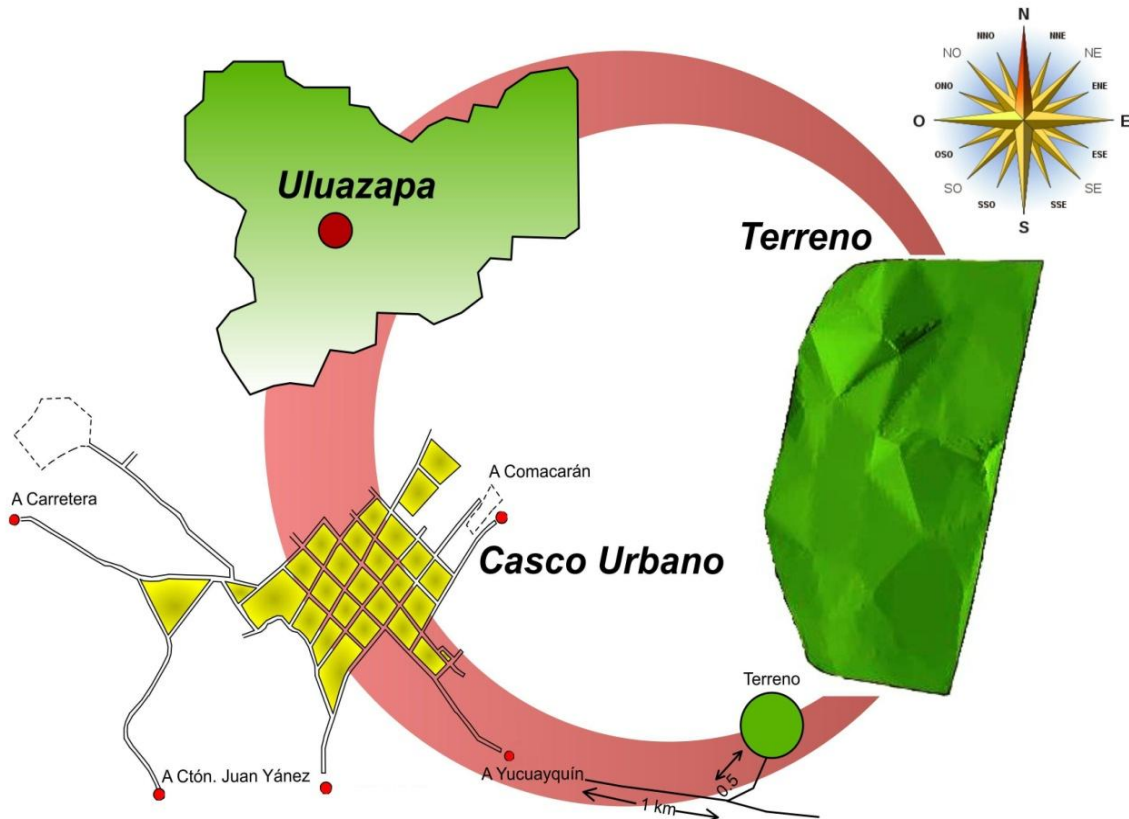 N
NNO
NNE
NO
NE
ONO
ENE
O
E
OSO
ESE
SO
SE
SSO
SSE
S
Uluazapa
Terreno
A Comacarán
A Carretera
Casco Urbano
Terreno
A Ctón. Juan Yánez
A Yucuayquín
0.5
1 km